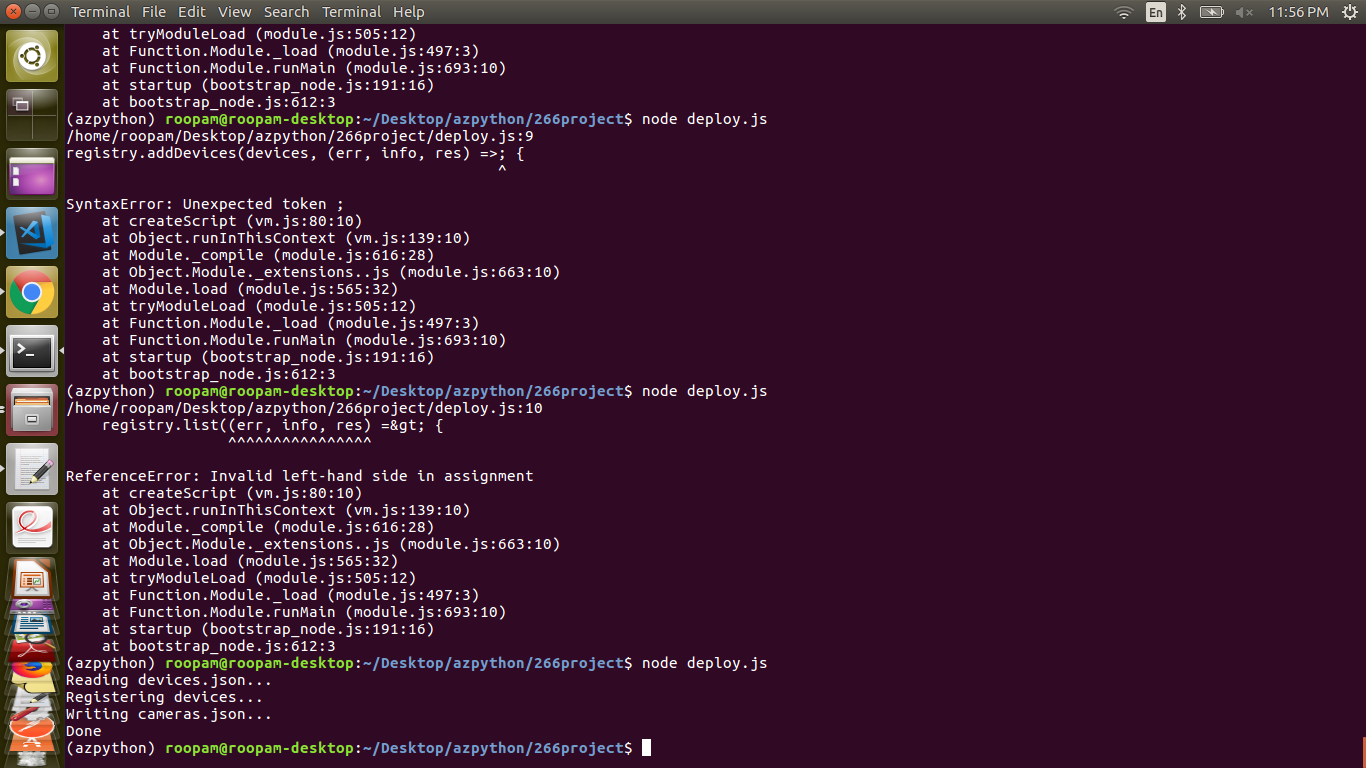 Terminal File Edit View Search Terminal Help En 11:56 PM
    at tryModuleLoad (module.js:505:12)
    at Function.Module._load (module.js:497:3)
    at Function.Module.runMain (module.js:693:10)
    at startup (bootstrap_node.js:191:16)
    at bootstrap_node.js:612:3
(azpython) roopam@roopam-desktop:~/Desktop/azpython/266project$ node deploy.js
/home/roopam/Desktop/azpython/266project/deploy.js:9
registry.addDevices(devices, (err, info, res) =>; {
                                                ^
SyntaxError: Unexpected token ;
    at createScript (vm.js:80:10)
    at Object.runInThisContext (vm.js:139:10)
    at Module._compile (module.js:616:28)
    at Object.Module._extensions..js (module.js:663:10)
    at Module.load (module.js:565:32)
    at tryModuleLoad (module.js:505:12)
    at Function.Module._load (module.js:497:3)
    at Function.Module.runMain (module.js:693:10)
    at startup (bootstrap_node.js:191:16)
    at bootstrap_node.js:612:3
(azpython) roopam@roopam-desktop:~/Desktop/azpython/266project$ node deploy.js
/home/roopam/Desktop/azpython/266project/deploy.js:10
    registry.list((err, info, res) =&gt; {
                  ^^^^^^^^^^^^^^^^
ReferenceError: Invalid left-hand side in assignment
    at createScript (vm.js:80:10)
    at Object.runInThisContext (vm.js:139:10)
    at Module._compile (module.js:616:28)
    at Object.Module._extensions..js (module.js:663:10)
    at Module.load (module.js:565:32)
    at tryModuleLoad (module.js:505:12)
    at Function.Module._load (module.js:497:3)
    at Function.Module.runMain (module.js:693:10)
    at startup (bootstrap_node.js:191:16)
    at bootstrap_node.js:612:3
(azpython) roopam@roopam-desktop:~/Desktop/azpython/266project$ node deploy.js
Reading devices.json...
Registering devices...
Writing cameras.json...
Done
(azpython) roopam@roopam-desktop:~/Desktop/azpython/266project$